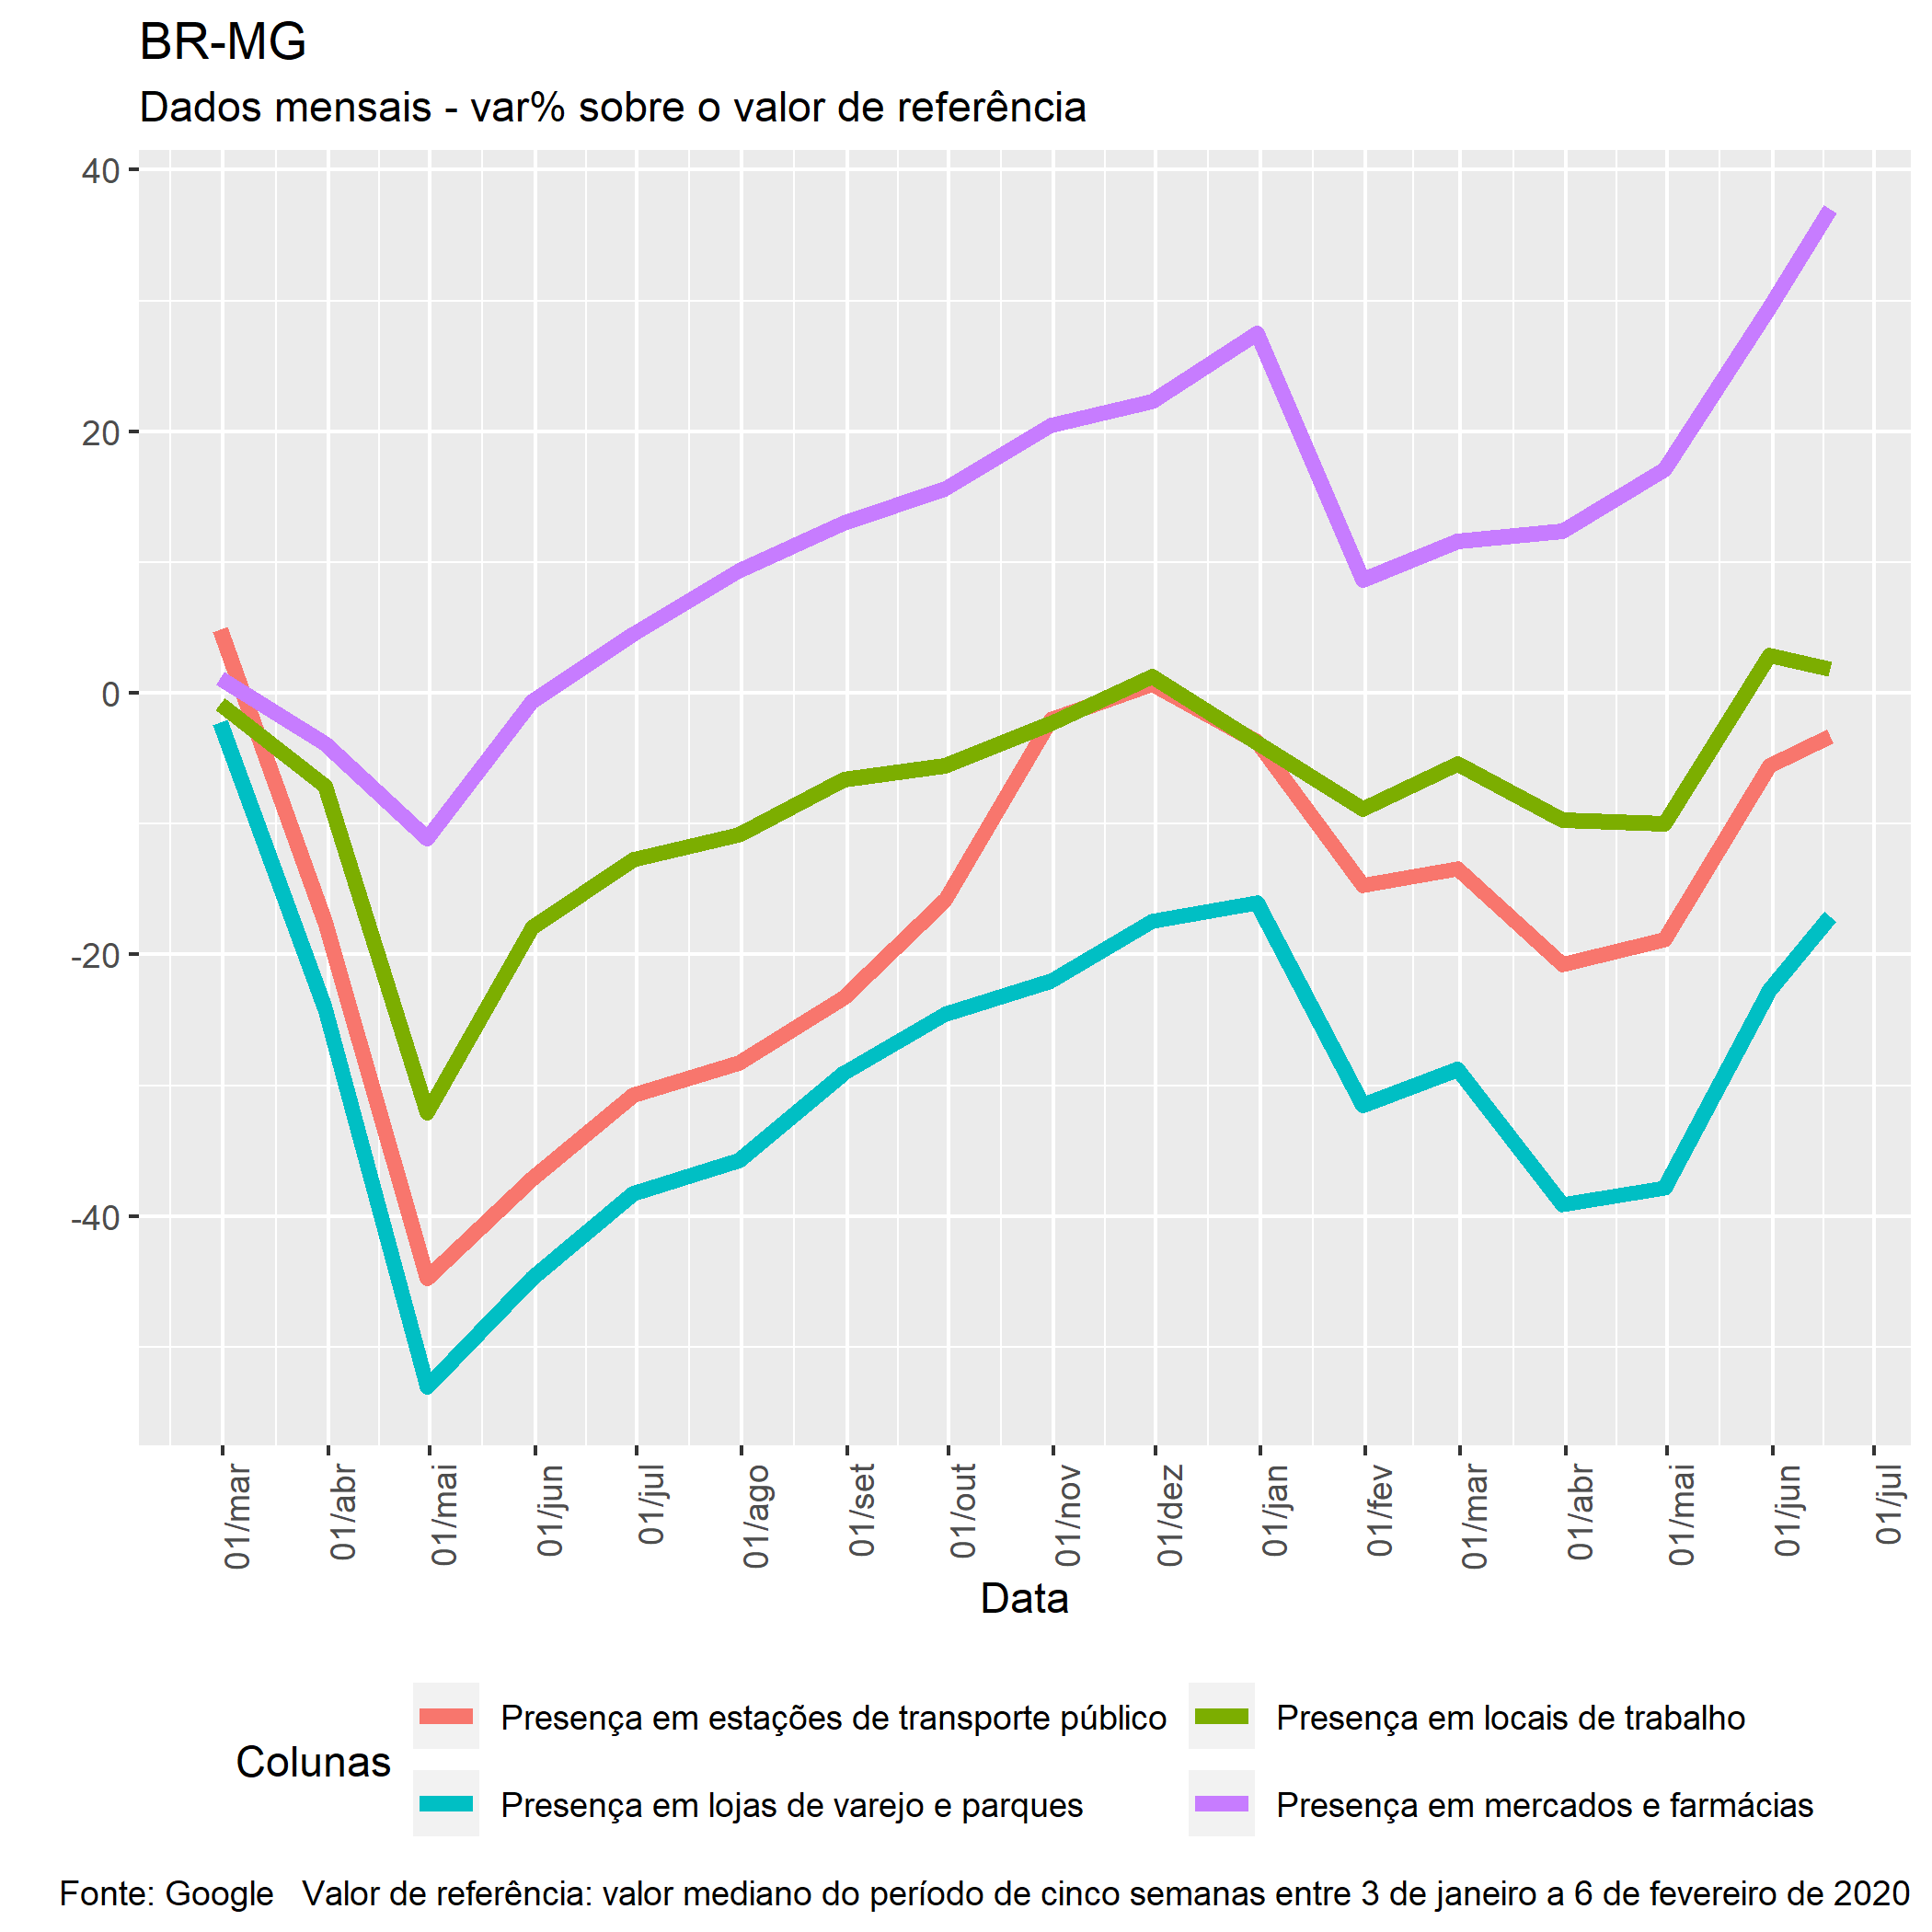 BR-MG
Dados mensais - var% sobre o valor de referência
40
20
0
-20
-40
01/mar
01/abr
01/mai
01/jun
01/jul
01/ago
01/set
01/out
01/nov
01/dez
01/jan
01/fev
01/mar
01/abr
01/mai
01/jun
01/jul
Data
Colunas
Presença em estações de transporte público
Presença em locais de trabalho
Presença em lojas de varejo e parques
Presença em mercados e farmácias
Fonte: Google   Valor de referência: valor mediano do período de cinco semanas entre 3 de janeiro a 6 de fevereiro de 2020